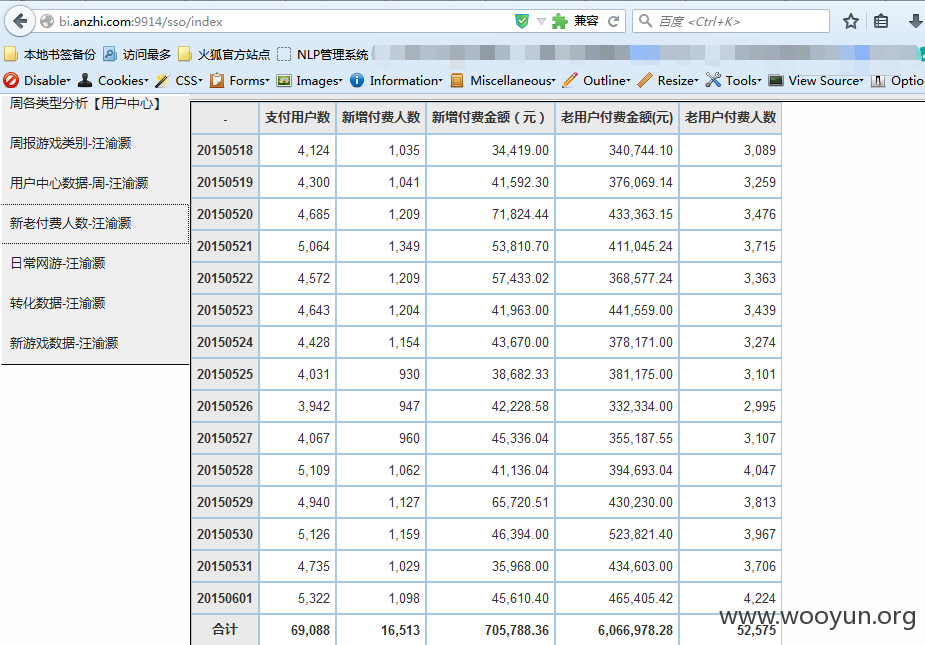 bi.anzhi.com:9914/sso/index 兼容 百度 <Ctrl+K>
本地书签备份 访问最多 火狐官方站点 NLP管理系统
Disable Cookies CSS Forms Images Information Miscellaneous Outline Resize Tools View Source Optio
周各类型分析【用户中心】
周报游戏类别-汪渝灏
用户中心数据-周-汪渝灏
新老付费人数-汪渝灏
日常网游-汪渝灏
转化数据-汪渝灏
新游戏数据-汪渝灏
- 支付用户数 新增付费人数 新增付费金额（元） 老用户付费金额(元) 老用户付费人数
20150518 4,124 1,035 34,419.00 340,744.10 3,089
20150519 4,300 1,041 41,592.30 376,069.14 3,259
20150520 4,685 1,209 71,824.44 433,363.15 3,476
20150521 5,064 1,349 53,810.70 411,045.24 3,715
20150522 4,572 1,209 57,433.02 368,577.24 3,363
20150523 4,643 1,204 41,963.00 441,559.00 3,439
20150524 4,428 1,154 43,670.00 378,171.00 3,274
20150525 4,031 930 38,682.33 381,175.00 3,101
20150526 3,942 947 42,228.58 332,334.00 2,995
20150527 4,067 960 45,336.04 355,187.55 3,107
20150528 5,109 1,062 41,136.04 394,693.04 4,047
20150529 4,940 1,127 65,720.51 430,230.00 3,813
20150530 5,126 1,159 46,394.00 523,821.40 3,967
20150531 4,735 1,029 35,968.00 434,603.00 3,706
20150601 5,322 1,098 45,610.40 465,405.42 4,224
合计 69,088 16,513 705,788.36 6,066,978.28 52,575
www.wooyun.org